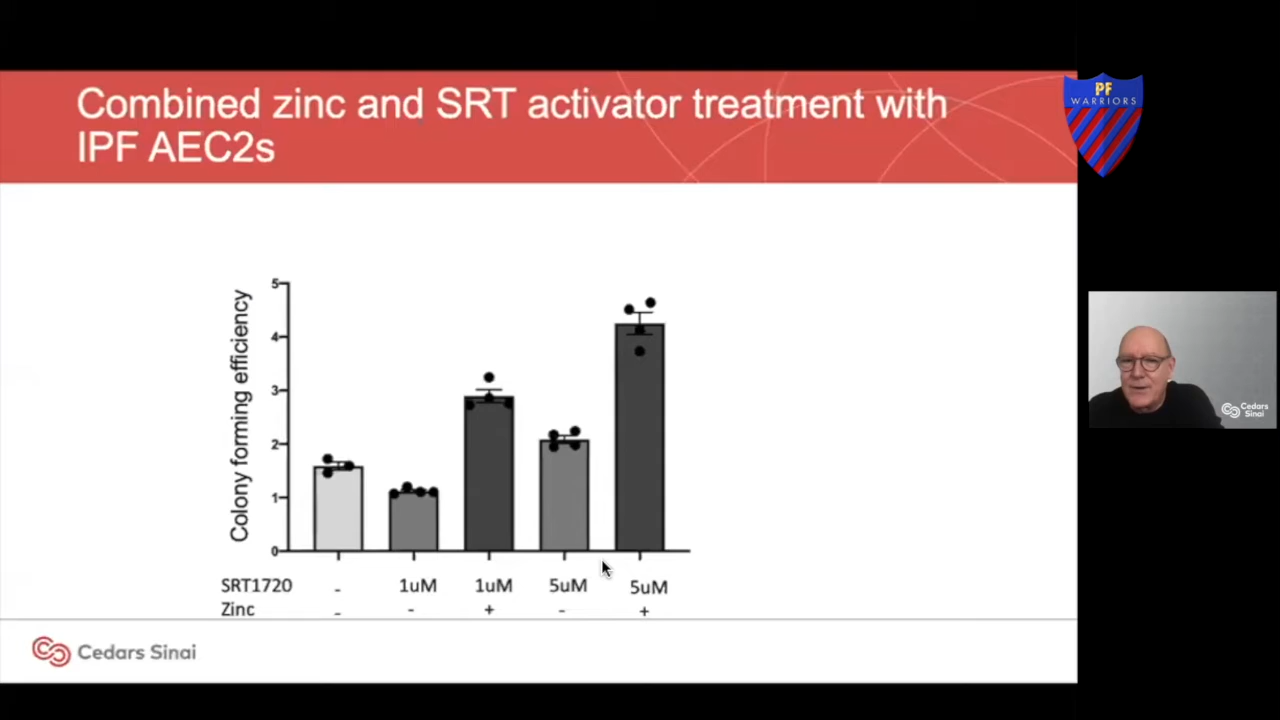 Combined zinc and SRT activator treatment with
IPF AEC2s
PF
WARRIORS
Colony forming efficiency
5
4
3
2
1
0
SRT1720 - 1uM 1uM 5uM 5uM
Zinc - - + - +
Cedars Sinai
Cedars
Sinai